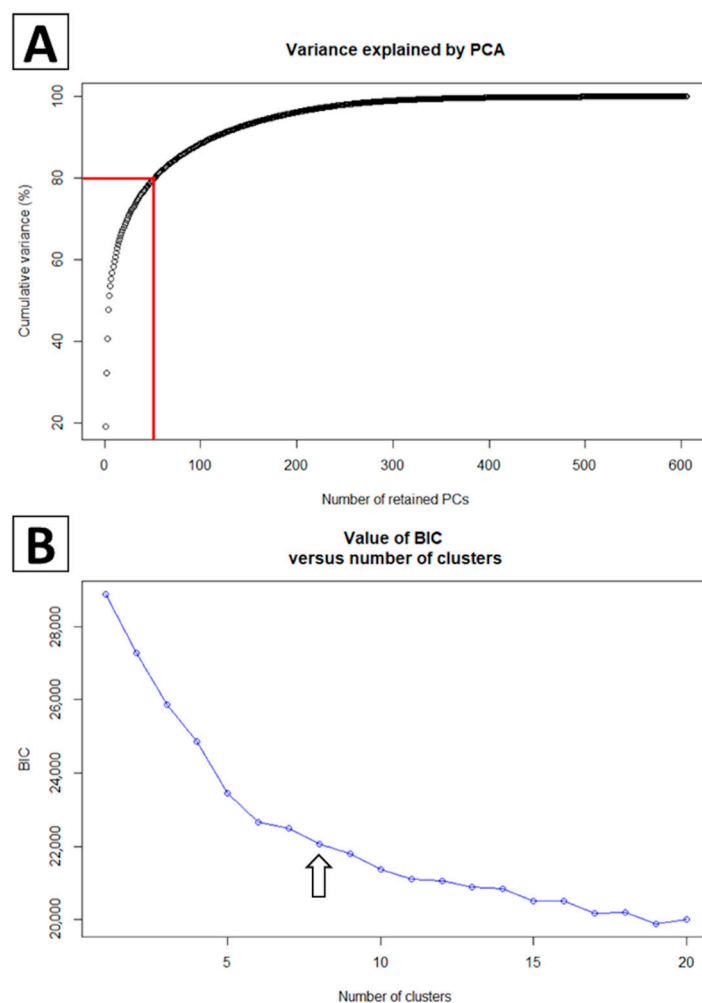 A
Variance explained by PCA
100
80
60
40
20
Cumulative variance (%)
0 100 200 300 400 500 600
Number of retained PCs
B
Value of BIC
versus number of clusters
28,000
26,000
24,000
22,000
20,000
BIC
5 10 15 20
Number of clusters